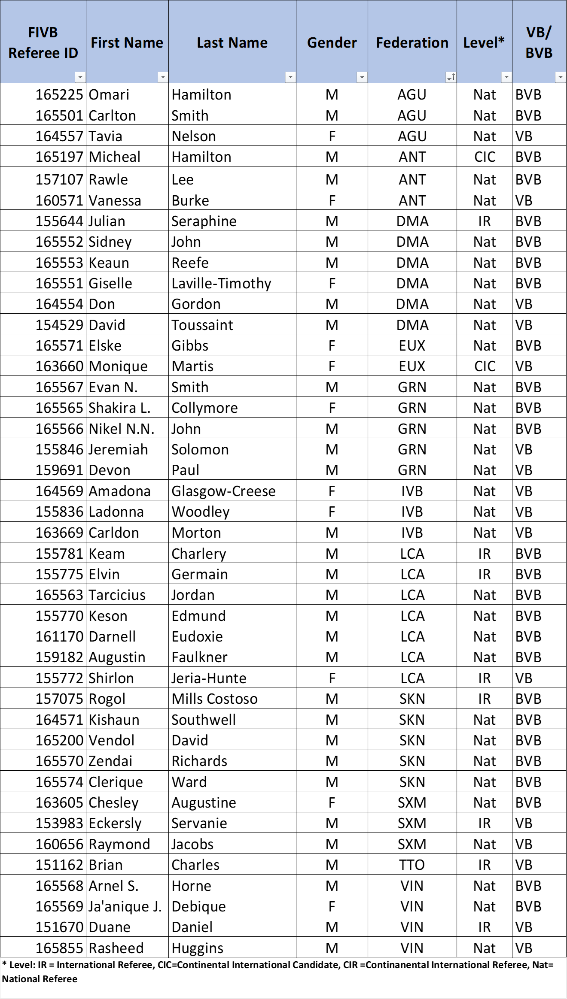 FIVB Referee ID First Name Last Name Gender Federation Level* VB/ BVB
165225 Omari Hamilton M AGU Nat BVB
165501 Carlton Smith M AGU Nat BVB
164557 Tavia Nelson F AGU Nat VB
165197 Micheal Hamilton M ANT CIC BVB
157107 Rawle Lee M ANT Nat BVB
160571 Vanessa Burke F ANT Nat VB
155644 Julian Seraphine M DMA IR BVB
165552 Sidney John M DMA Nat BVB
165553 Keaun Reefe M DMA Nat BVB
165551 Giselle Laville-Timothy F DMA Nat BVB
164554 Don Gordon M DMA Nat VB
154529 David Toussaint M DMA Nat VB
165571 Elske Gibbs F EUX Nat BVB
163660 Monique Martis F EUX CIC VB
165567 Evan N. Smith M GRN Nat BVB
165565 Shakira L. Collymore F GRN Nat BVB
165566 Nikel N.N. John M GRN Nat BVB
155846 Jeremiah Solomon M GRN Nat VB
159691 Devon Paul M GRN Nat VB
164569 Amadona Glasgow-Creese F IVB Nat VB
155836 Ladonna Woodley F IVB Nat VB
163669 Carldon Morton M IVB Nat VB
155781 Keam Charlery M LCA IR BVB
155775 Elvin Germain M LCA IR BVB
165563 Tarcicius Jordan M LCA Nat BVB
155770 Keson Edmund M LCA Nat BVB
161170 Darnell Eudoxie M LCA Nat BVB
159182 Augustin Faulkner M LCA Nat BVB
155772 Shirlon Jeria-Hunte F LCA IR VB
157075 Rogol Mills Costoso M SKN IR BVB
164571 Kishaun Southwell M SKN Nat BVB
165200 Vendol David M SKN Nat BVB
165570 Zendai Richards M SKN Nat BVB
165574 Clerique Ward M SKN Nat BVB
163605 Chesley Augustine F SXM Nat BVB
153983 Eckersly Servanie M SXM IR VB
160656 Raymond Jacobs M SXM Nat VB
151162 Brian Charles M TTO IR VB
165568 Arnel S. Horne M VIN Nat BVB
165569 Ja'anique J. Debique F VIN Nat BVB
151670 Duane Daniel M VIN IR VB
165855 Rasheed Huggins M VIN Nat VB
* Level: IR = International Referee, CIC=Continental International Candidate, CIR =Continanental International Referee, Nat=
National Referee